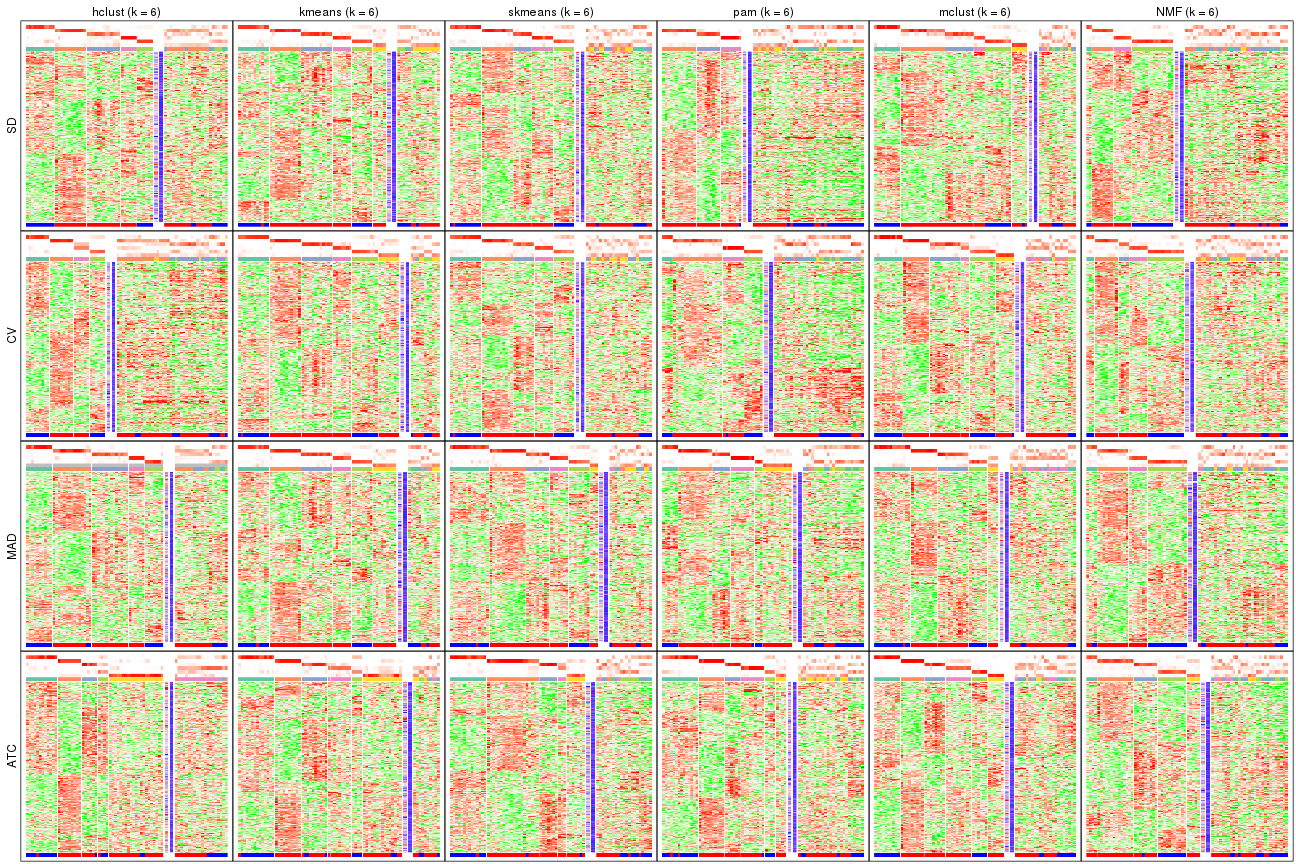 hclust (k = 6) kmeans (k = 6) skmeans (k = 6) pam (k = 6) mclust (k = 6) NMF (k = 6)
SD
CV
MAD
ATC